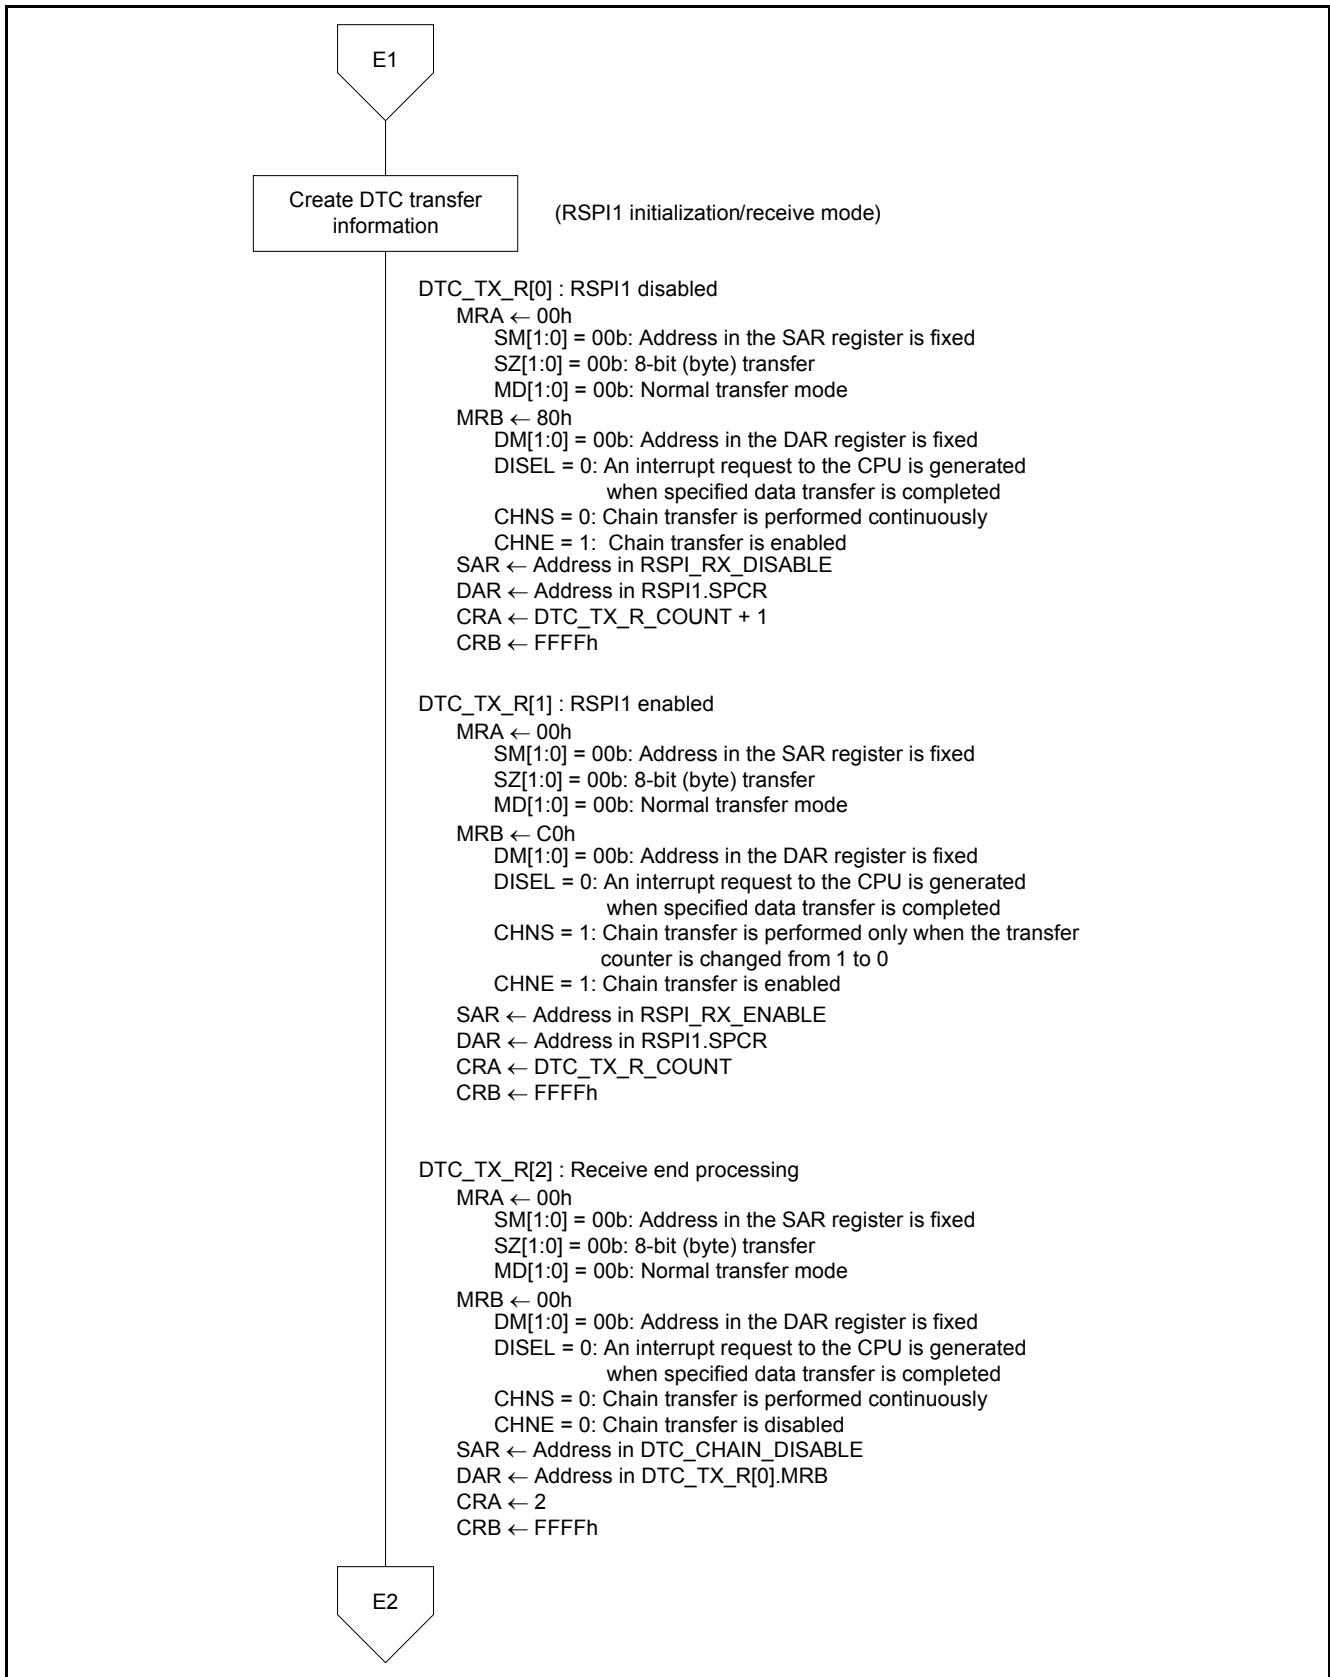 E1
Create DTC transfer
information
(RSPI1 initialization/receive mode)
DTC_TX_R[0] : RSPI1 disabled
MRA ← 00h
SM[1:0] = 00b: Address in the SAR register is fixed
SZ[1:0] = 00b: 8-bit (byte) transfer
MD[1:0] = 00b: Normal transfer mode
MRB ← 80h
DM[1:0] = 00b: Address in the DAR register is fixed
DISEL = 0: An interrupt request to the CPU is generated
when specified data transfer is completed
CHNS = 0: Chain transfer is performed continuously
CHNE = 1: Chain transfer is enabled
SAR ← Address in RSPI_RX_DISABLE
DAR ← Address in RSPI1.SPCR
CRA ← DTC_TX_R_COUNT + 1
CRB ← FFFFh
DTC_TX_R[1] : RSPI1 enabled
MRA ← 00h
SM[1:0] = 00b: Address in the SAR register is fixed
SZ[1:0] = 00b: 8-bit (byte) transfer
MD[1:0] = 00b: Normal transfer mode
MRB ← C0h
DM[1:0] = 00b: Address in the DAR register is fixed
DISEL = 0: An interrupt request to the CPU is generated
when specified data transfer is completed
CHNS = 1: Chain transfer is performed only when the transfer
counter is changed from 1 to 0
CHNE = 1: Chain transfer is enabled
SAR ← Address in RSPI_RX_ENABLE
DAR ← Address in RSPI1.SPCR
CRA ← DTC_TX_R_COUNT
CRB ← FFFFh
DTC_TX_R[2] : Receive end processing
MRA ← 00h
SM[1:0] = 00b: Address in the SAR register is fixed
SZ[1:0] = 00b: 8-bit (byte) transfer
MD[1:0] = 00b: Normal transfer mode
MRB ← 00h
DM[1:0] = 00b: Address in the DAR register is fixed
DISEL = 0: An interrupt request to the CPU is generated
when specified data transfer is completed
CHNS = 0: Chain transfer is performed continuously
CHNE = 0: Chain transfer is disabled
SAR ← Address in DTC_CHAIN_DISABLE
DAR ← Address in DTC_TX_R[0].MRB
CRA ← 2
CRB ← FFFFh
E2